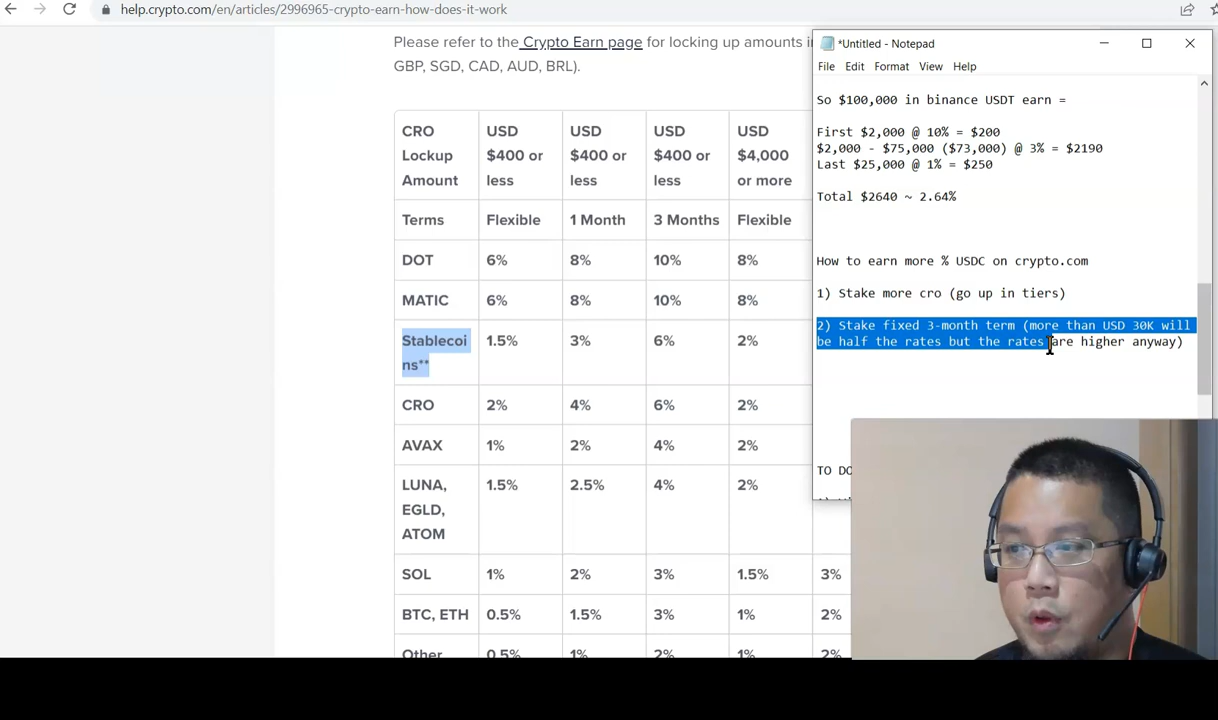 help.crypto.com/en/articles/2996965-crypto-earn-how-does-it-work
Please refer to the Crypto Earn page for locking up amounts
GBP, SGD, CAD, AUD, BRL).
CRO Lockup Amount USD $400 or less USD $400 or less USD $400 or less USD $4,000 or more
Terms Flexible 1 Month 3 Months Flexible
DOT 6% 8% 10% 8%
MATIC 6% 8% 10% 8%
Stablecoins** 1.5% 3% 6% 2%
CRO 2% 4% 6% 2%
AVAX 1% 2% 4% 2%
LUNA, EGLD, ATOM 1.5% 2.5% 4% 2%
SOL 1% 2% 3% 1.5% 3%
BTC, ETH 0.5% 1.5% 3% 1% 2%
Other 0.5% 1% 2% 1% 2%
*Untitled - Notepad
File Edit Format View Help
So $100,000 in binance USDT earn =
First $2,000 @ 10% = $200
$2,000 - $75,000 ($73,000) @ 3% = $2190
Last $25,000 @ 1% = $250
Total $2640 ~ 2.64%
How to earn more % USDC on crypto.com
1) Stake more cro (go up in tiers)
2) Stake fixed 3-month term (more than USD 30K will
be half the rates but the rates are higher anyway)
TO DO